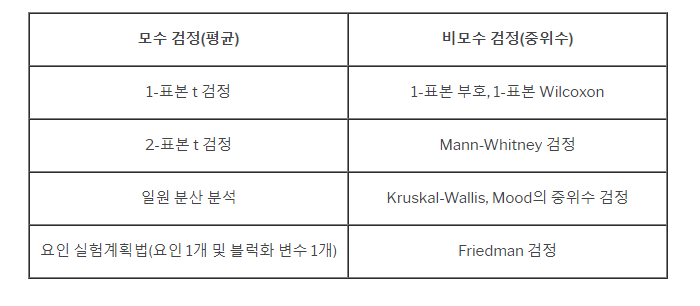 모수 검정(평균) 비모수 검정(중위수)
1-표본 t 검정 1-표본 부호, 1-표본 Wilcoxon
2-표본 t 검정 Mann-Whitney 검정
일원 분산 분석 Kruskal-Wallis, Mood의 중위수 검정
요인 실험계획법(요인 1개 및 블럭화 변수 1개) Friedman 검정